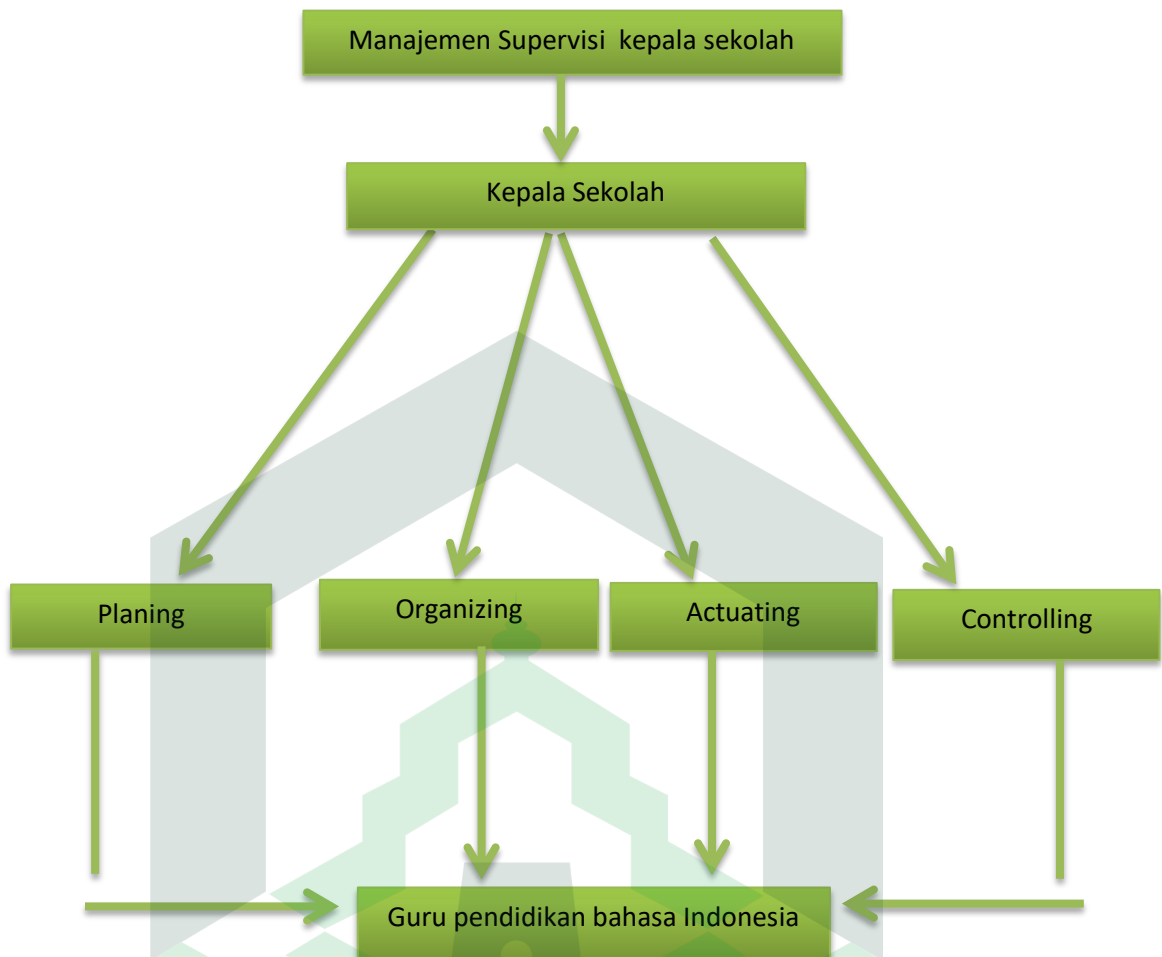 Manajemen Supervisi kepala sekolah
Kepala Sekolah
Planing
Organizing
Actuating
Controlling
Guru pendidikan bahasa Indonesia